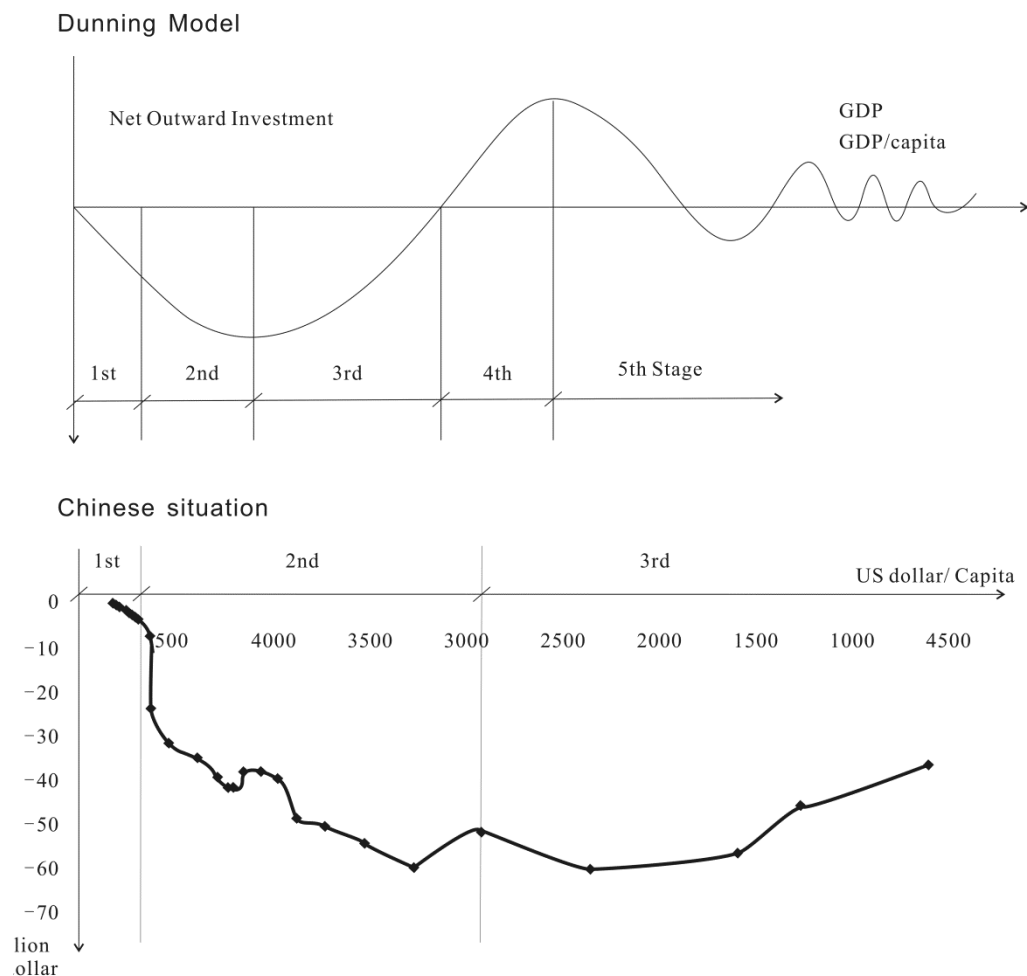 Dunning Model
Net Outward Investment
GDP
GDP/capita
1st 2nd 3rd 4th 5th Stage
Chinese situation
1st 2nd 3rd
US dollar/ Capita
0
500 4000 3500 3000 2500 2000 1500 1000 4500
-10
-20
-30
-40
-50
-60
-70
lion
ollar